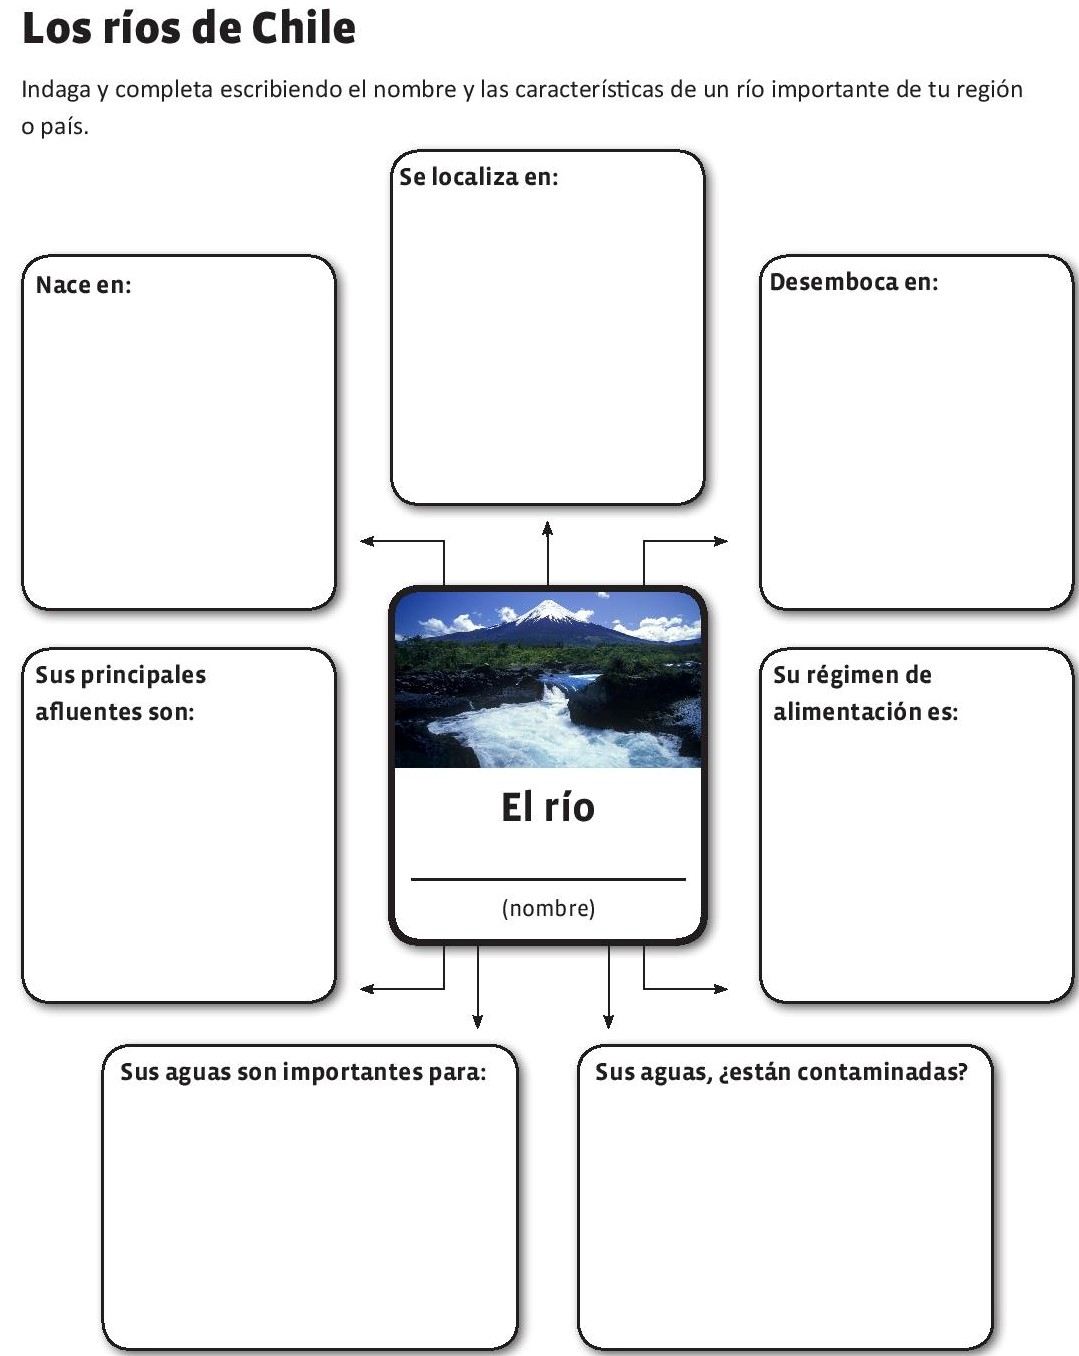 Los ríos de Chile
Indaga y completa escribiendo el nombre y las características de un río importante de tu región
o país.
Se localiza en:
Nace en:
Desemboca en:
Sus principales
afluentes son:
Su régimen de
alimentación es:
El río
(nombre)
Sus aguas son importantes para:
Sus aguas, ¿están contaminadas?